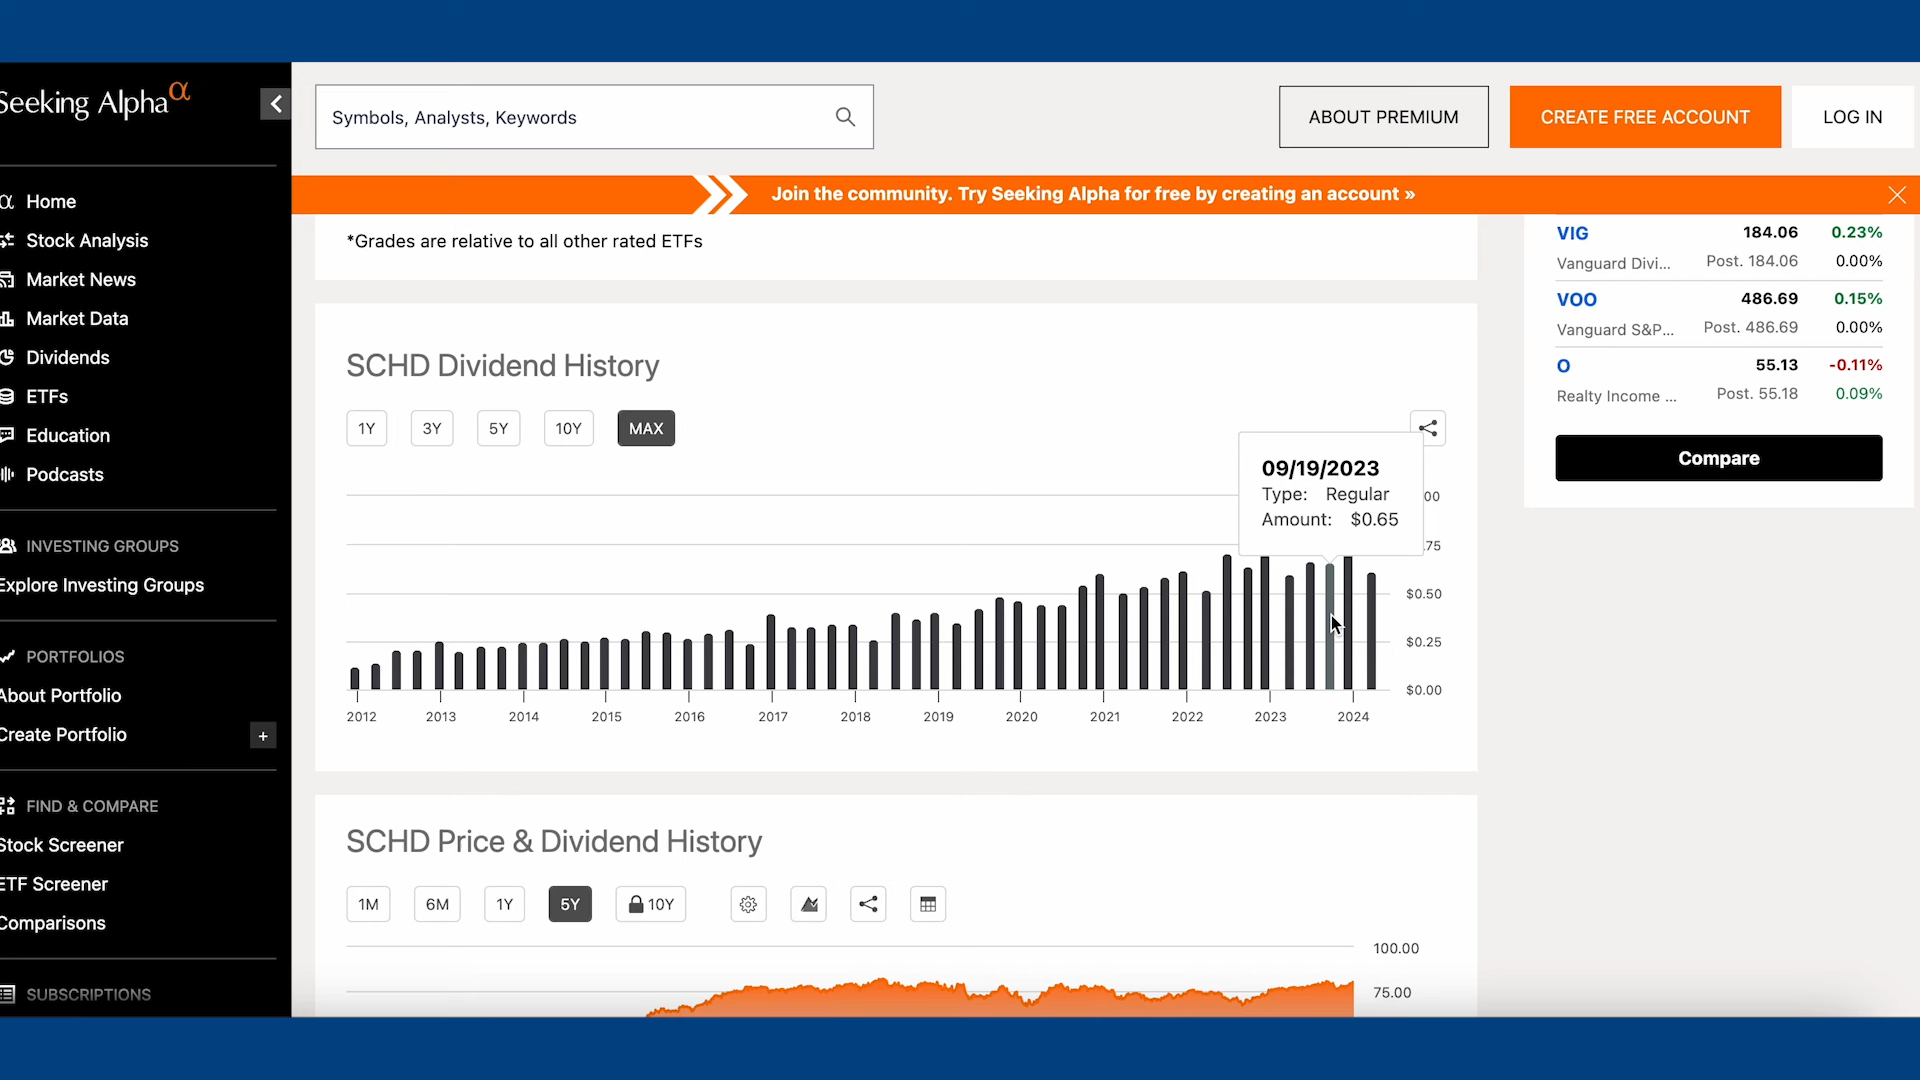 Seeking Alpha α
Symbols, Analysts, Keywords
ABOUT PREMIUM
CREATE FREE ACCOUNT
LOG IN
Join the community. Try Seeking Alpha for free by creating an account »
Home
Stock Analysis
Market News
Market Data
Dividends
ETFs
Education
Podcasts
INVESTING GROUPS
Explore Investing Groups
PORTFOLIOS
About Portfolio
Create Portfolio +
FIND & COMPARE
Stock Screener
ETF Screener
Comparisons
SUBSCRIPTIONS
*Grades are relative to all other rated ETFs
SCHD Dividend History
1Y 3Y 5Y 10Y MAX
09/19/2023
Type: Regular
Amount: $0.65
00
.75
$0.50
$0.25
$0.00
2012 2013 2014 2015 2016 2017 2018 2019 2020 2021 2022 2023 2024
SCHD Price & Dividend History
1M 6M 1Y 5Y 10Y
100.00
75.00
VIG 184.06 0.23%
Vanguard Divi... Post. 184.06 0.00%
VOO 486.69 0.15%
Vanguard S&P... Post. 486.69 0.00%
O 55.13 -0.11%
Realty Income ... Post. 55.18 0.09%
Compare